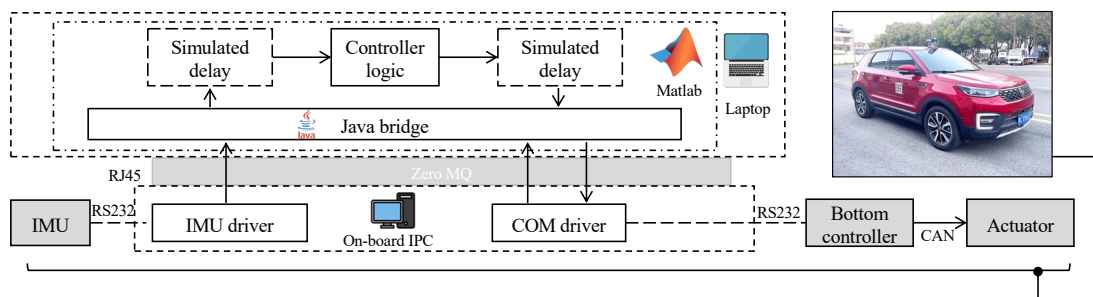 Simulated
delay
Controller
logic
Simulated
delay
Matlab
Laptop
Java
Java bridge
RJ45
Zero MQ
IMU
RS232
IMU driver
On-board IPC
COM driver
RS232
Bottom
controller
CAN
Actuator